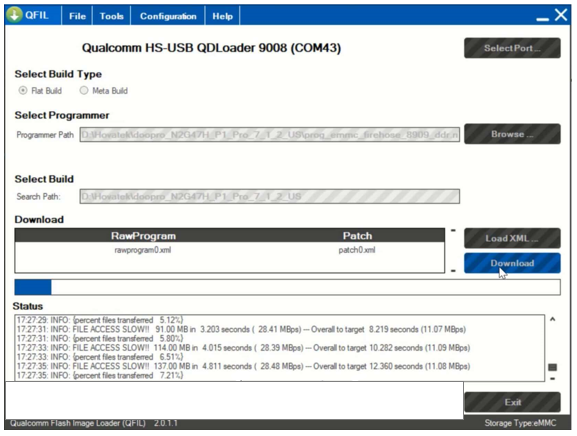 QFIL File Tools Configuration Help
Qualcomm HS-USB QDLoader 9008 (COM43)
Select Port ...
Select Build Type
Flat Build Meta Build
Select Programmer
Programmer Path D:\Hovatek\doopro_N2G47H_P1_Pro_7_1_2_US\prog_emmc_firehose_8909_ddr.n
Browse ...
Select Build
Search Path: D:\Hovatek\doopro_N2G47H_P1_Pro_7_1_2_US
Download
RawProgram Patch
rawprogram0.xml patch0.xml
Load XML ...
Download
Status
17:27:29: INFO: {percent files transferred 5.12%}
17:27:31: INFO: FILE ACCESS SLOW!! 91.00 MB in 3.203 seconds ( 28.41 MBps) --- Overall to target 8.219 seconds (11.07 MBps)
17:27:31: INFO: {percent files transferred 5.80%}
17:27:33: INFO: FILE ACCESS SLOW!! 114.00 MB in 4.015 seconds ( 28.39 MBps) --- Overall to target 10.282 seconds (11.09 MBps)
17:27:33: INFO: {percent files transferred 6.51%}
17:27:35: INFO: FILE ACCESS SLOW!! 137.00 MB in 4.811 seconds ( 28.48 MBps) --- Overall to target 12.360 seconds (11.08 MBps)
17:27:35: INFO: {percent files transferred 7.21%}
Exit
Qualcomm Flash Image Loader (QFIL) 2.0.1.1 Storage Type:eMMC